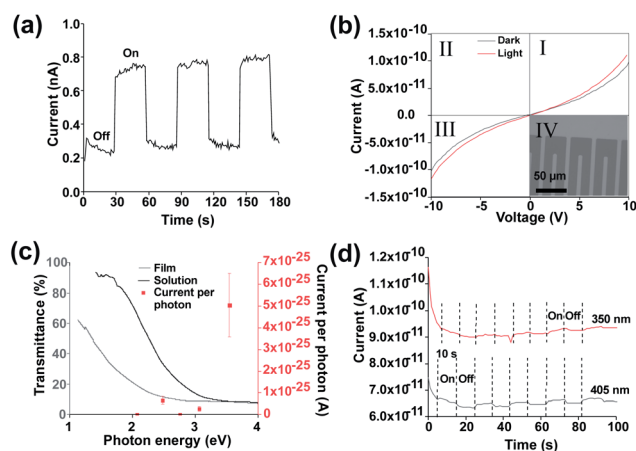 (a)
Current (nA)
1.0
0.8
0.6
0.4
0.2
0.0
On
Off
0 30 60 90 120 150 180
Time (s)
(b)
Current (A)
1.5x10-10
1.0x10-10
5.0x10-11
0.0
-5.0x10-11
-1.0x10-10
-1.5x10-10
II
I
Dark
Light
III
IV
50 µm
-10 -5 0 5 10
Voltage (V)
(c)
Transmittance (%)
100
80
60
40
20
0
Film
Solution
Current per
photon
7x10-25
6x10-25
5x10-25
4x10-25
3x10-25
2x10-25
1x10-25
0
Current per photon (A)
1 2 3 4
Photon energy (eV)
(d)
Current (A)
1.2x10-10
1.1x10-10
1.0x10-10
9.0x10-11
8.0x10-11
7.0x10-11
6.0x10-11
On Off
350 nm
10 s
On Off
405 nm
0 20 40 60 80 100
Time (s)